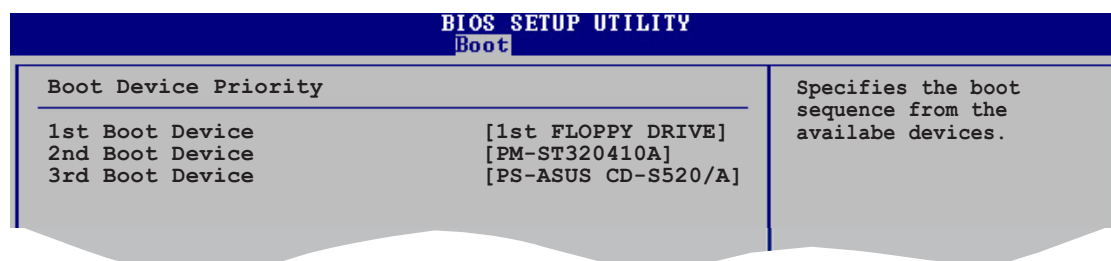 BIOS SETUP UTILITY
Boot
Boot Device Priority
1st Boot Device [1st FLOPPY DRIVE]
2nd Boot Device [PM-ST320410A]
3rd Boot Device [PS-ASUS CD-S520/A]
Specifies the boot
sequence from the
availabe devices.